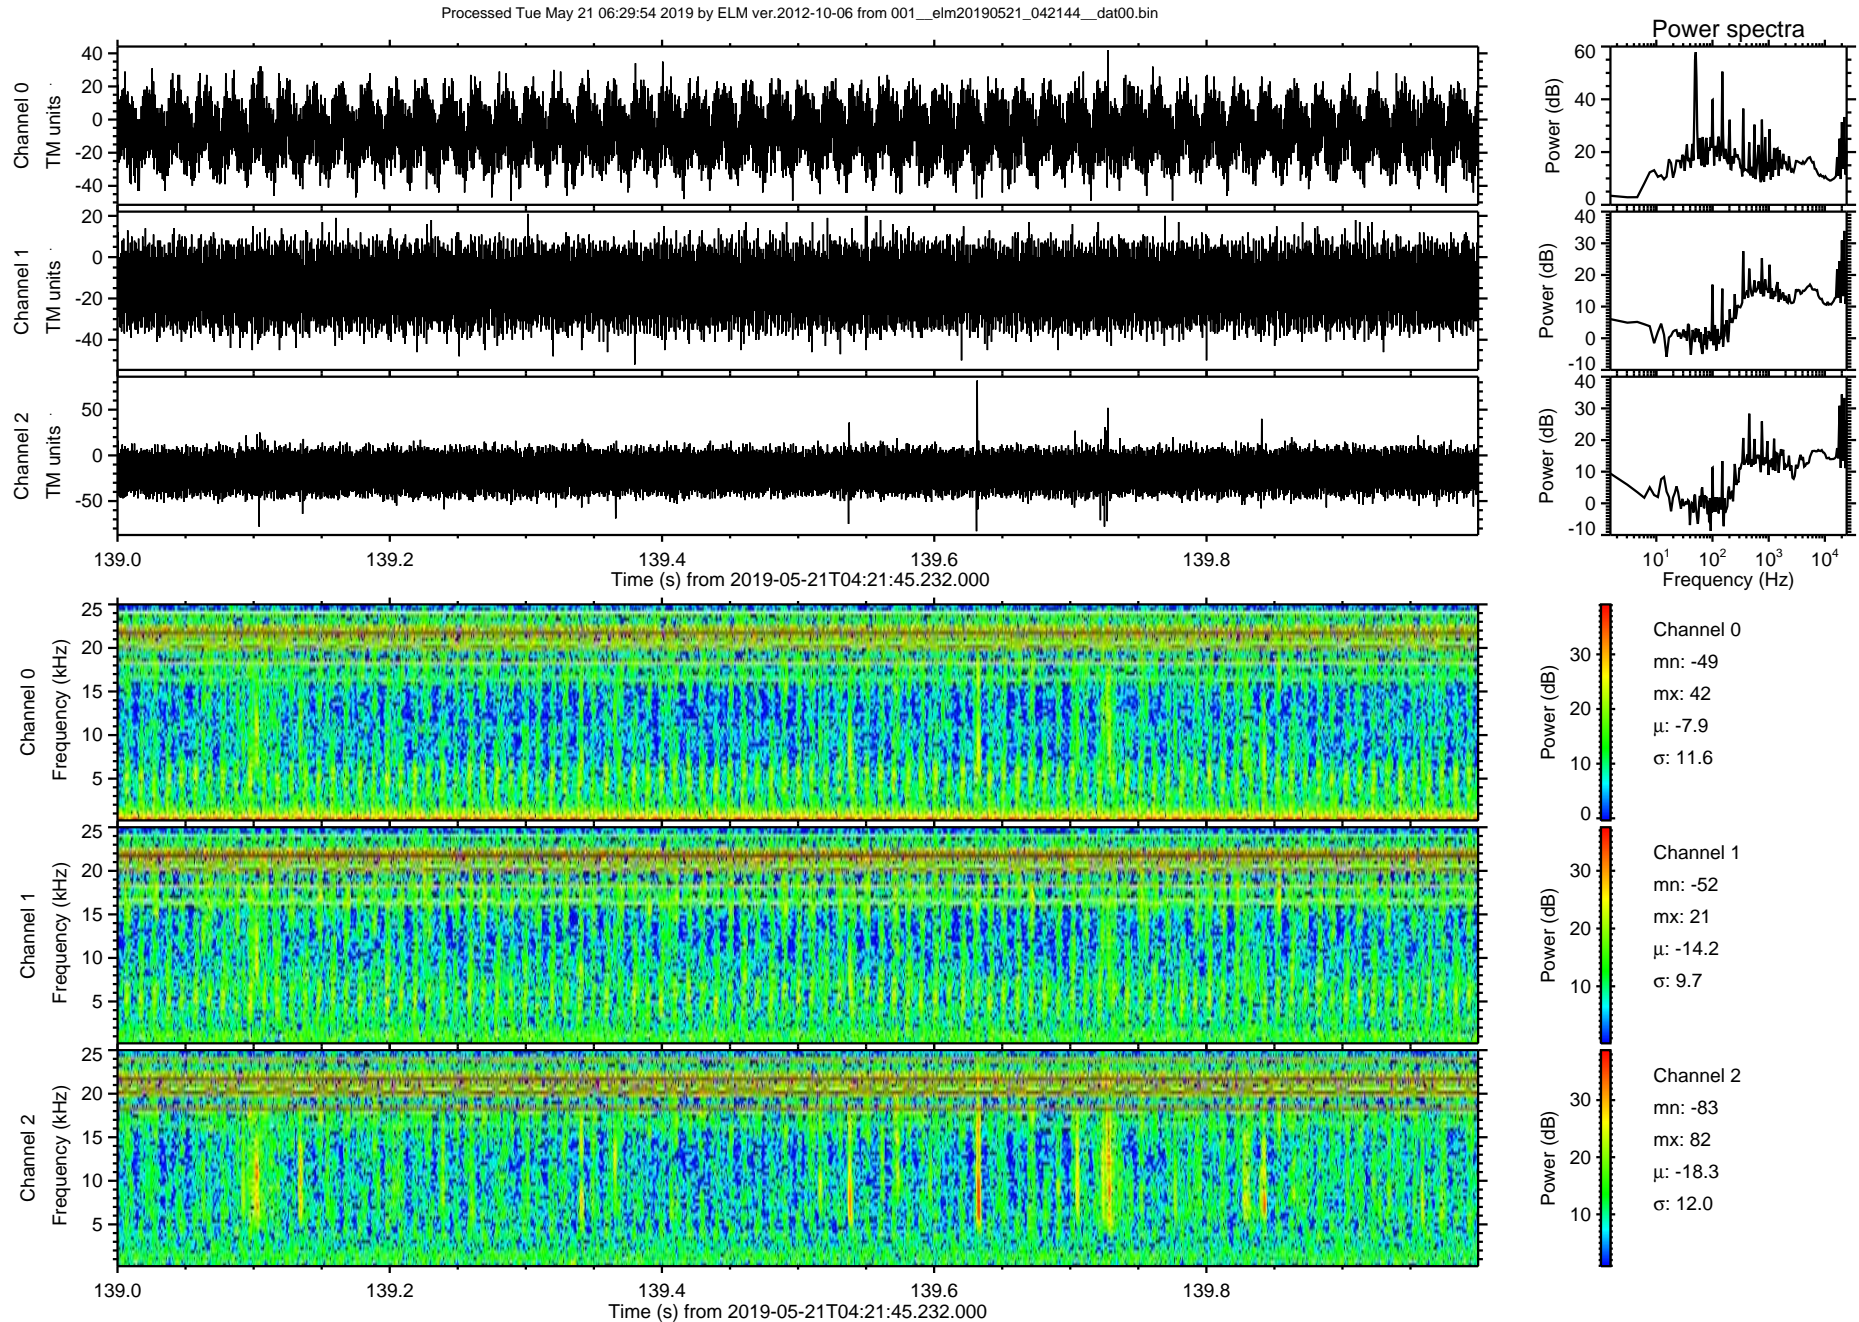 Processed Tue May 21 06:29:54 2019 by ELM ver.2012-10-06 from 001__elm20190521_042144__dat00.bin
Power spectra
Channel 0
TM units
40
20
0
-20
-40
Power (dB)
60
40
20
0
Channel 1
TM units
20
0
-20
-40
Power (dB)
40
30
20
10
0
-10
Channel 2
TM units
50
0
-50
Power (dB)
40
30
20
10
0
-10
139.0 139.2 139.4 139.6 139.8
Time (s) from 2019-05-21T04:21:45.232.000
10^1 10^2 10^3 10^4
Frequency (Hz)
Channel 0
Frequency (kHz)
25
20
15
10
5
Power (dB)
30
20
10
0
Channel 0
mn: -49
mx: 42
μ: -7.9
σ: 11.6
Channel 1
Frequency (kHz)
25
20
15
10
5
Power (dB)
30
20
10
Channel 1
mn: -52
mx: 21
μ: -14.2
σ: 9.7
Channel 2
Frequency (kHz)
25
20
15
10
5
Power (dB)
30
20
10
Channel 2
mn: -83
mx: 82
μ: -18.3
σ: 12.0
139.0 139.2 139.4 139.6 139.8
Time (s) from 2019-05-21T04:21:45.232.000